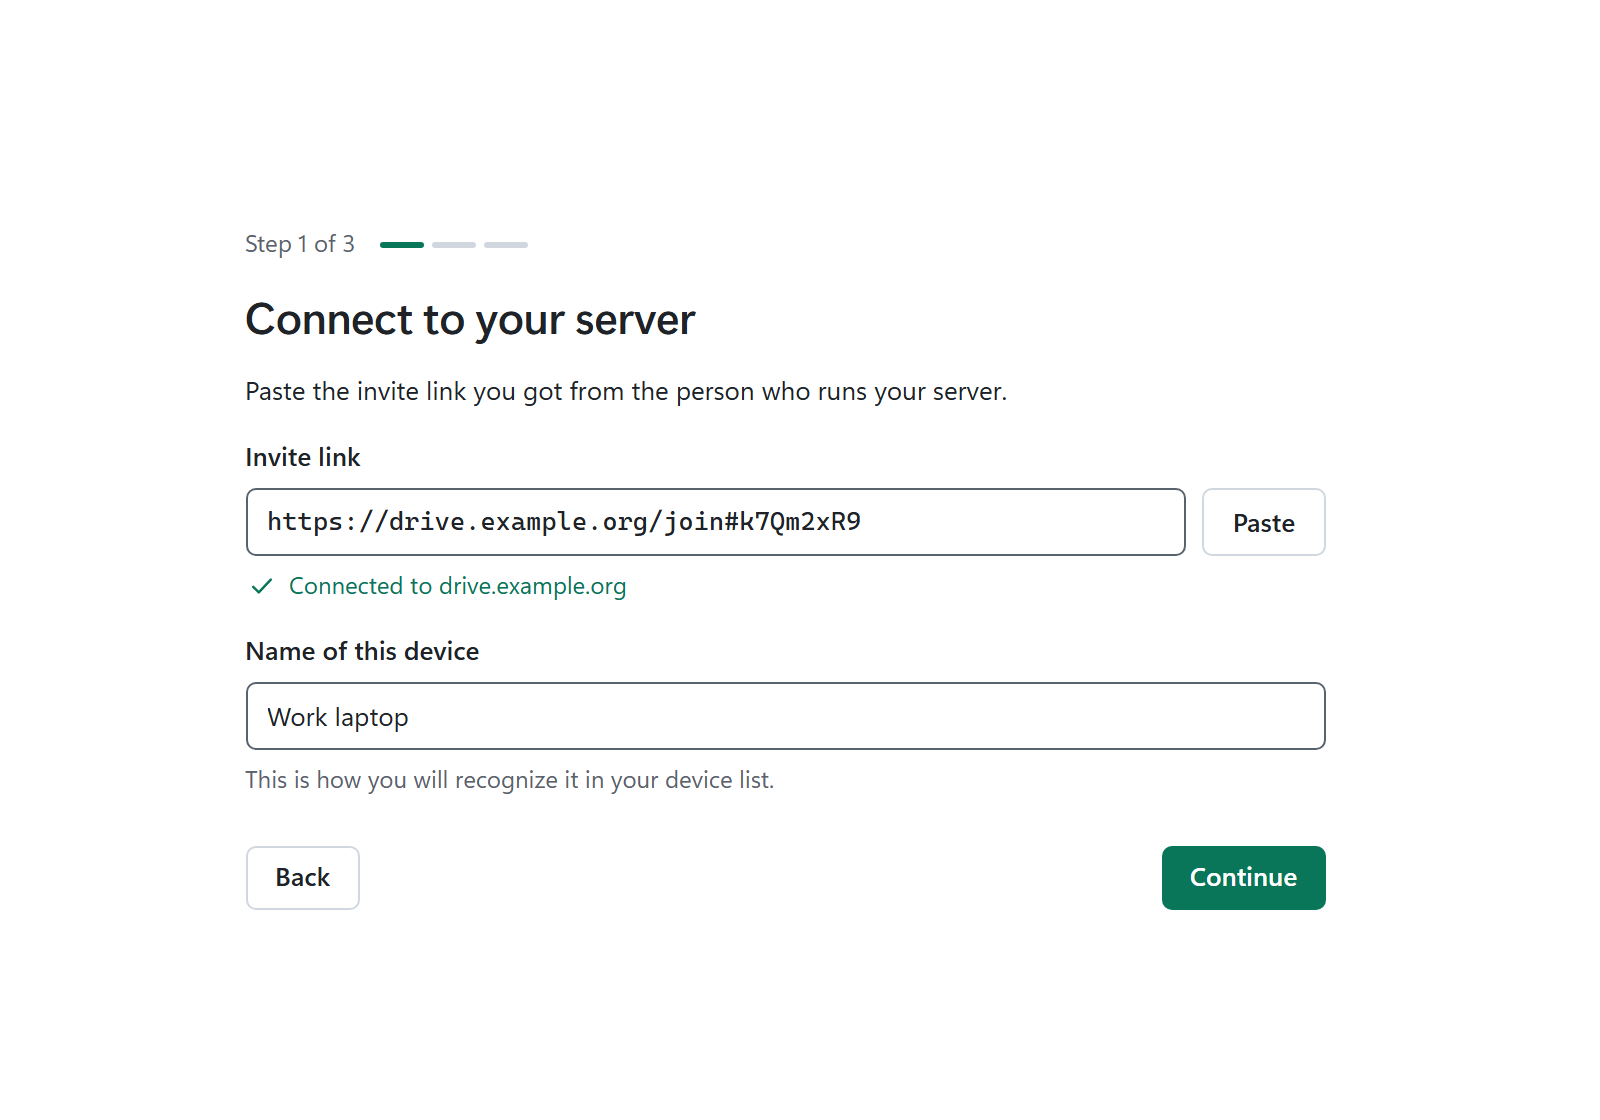 Step 1 of 3
Connect to your server
Paste the invite link you got from the person who runs your server.
Invite link
https://drive.example.org/join#k7Qm2xR9
Paste
Connected to drive.example.org
Name of this device
Work laptop
This is how you will recognize it in your device list.
Back
Continue